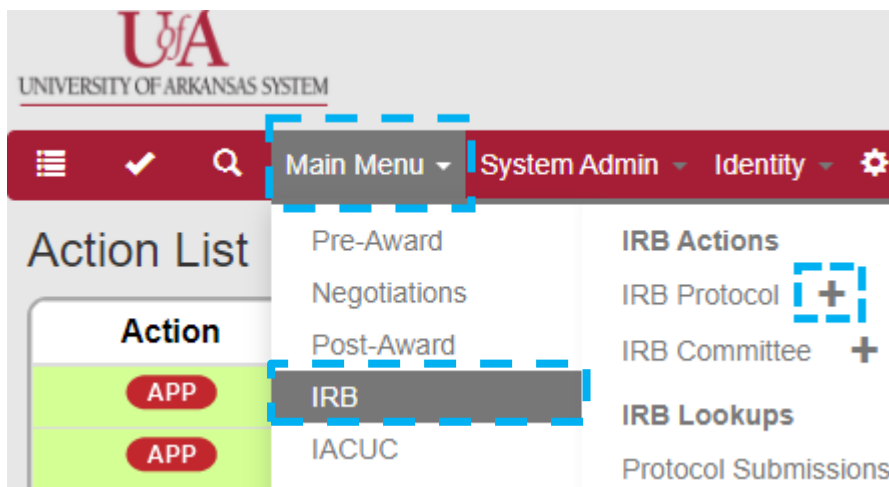 UofA
UNIVERSITY OF ARKANSAS SYSTEM
Main Menu System Admin Identity
Action List
Action
APP
APP
Pre-Award
Negotiations
Post-Award
IRB
IACUC
IRB Actions
IRB Protocol +
IRB Committee +
IRB Lookups
Protocol Submissions